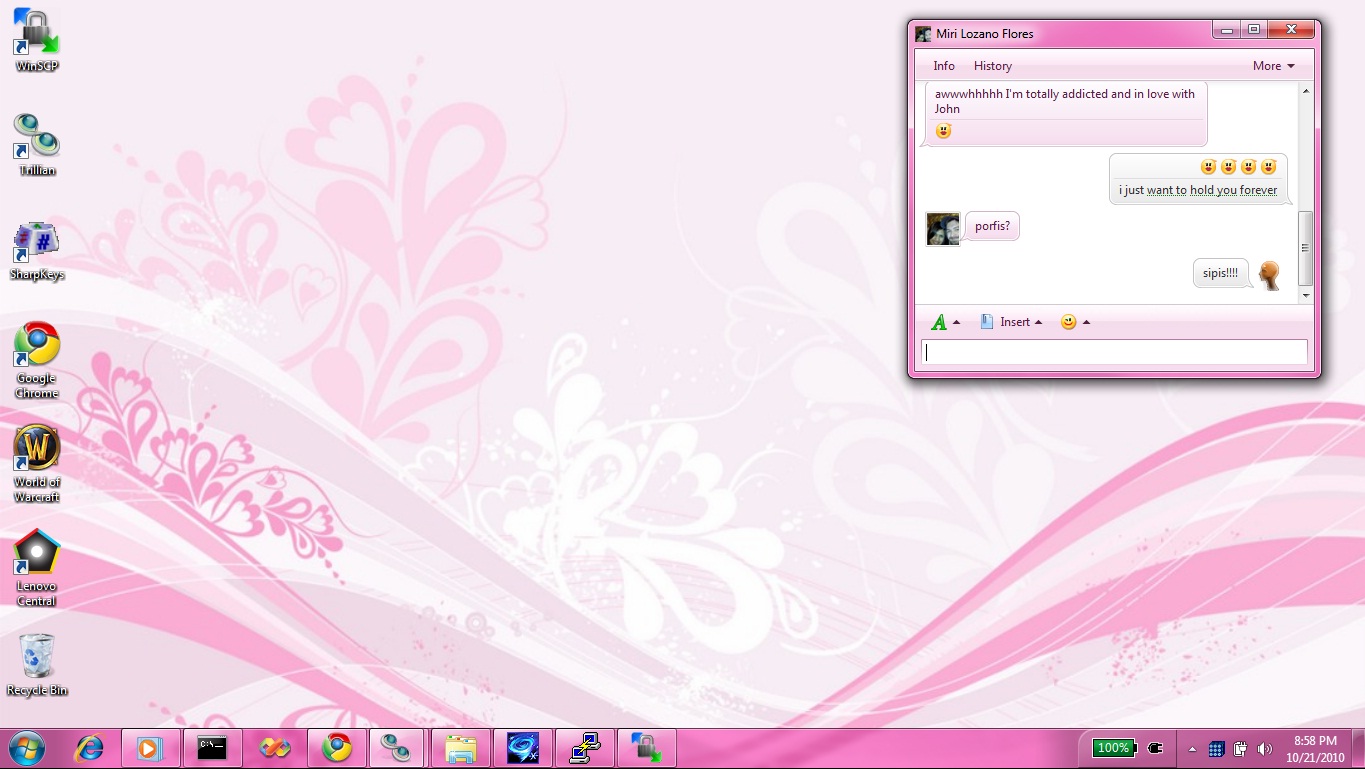 WinSCP
Trillian
SharpKeys
Google
Chrome
World of
Warcraft
Lenovo
Central
Recycle Bin
Miri Lozano Flores
Info
History
More
awwwhhhhh I'm totally addicted and in love with
John
i just want to hold you forever
porfis?
sipis!!!!
A
Insert
C:\_
100%
8:58 PM
10/21/2010